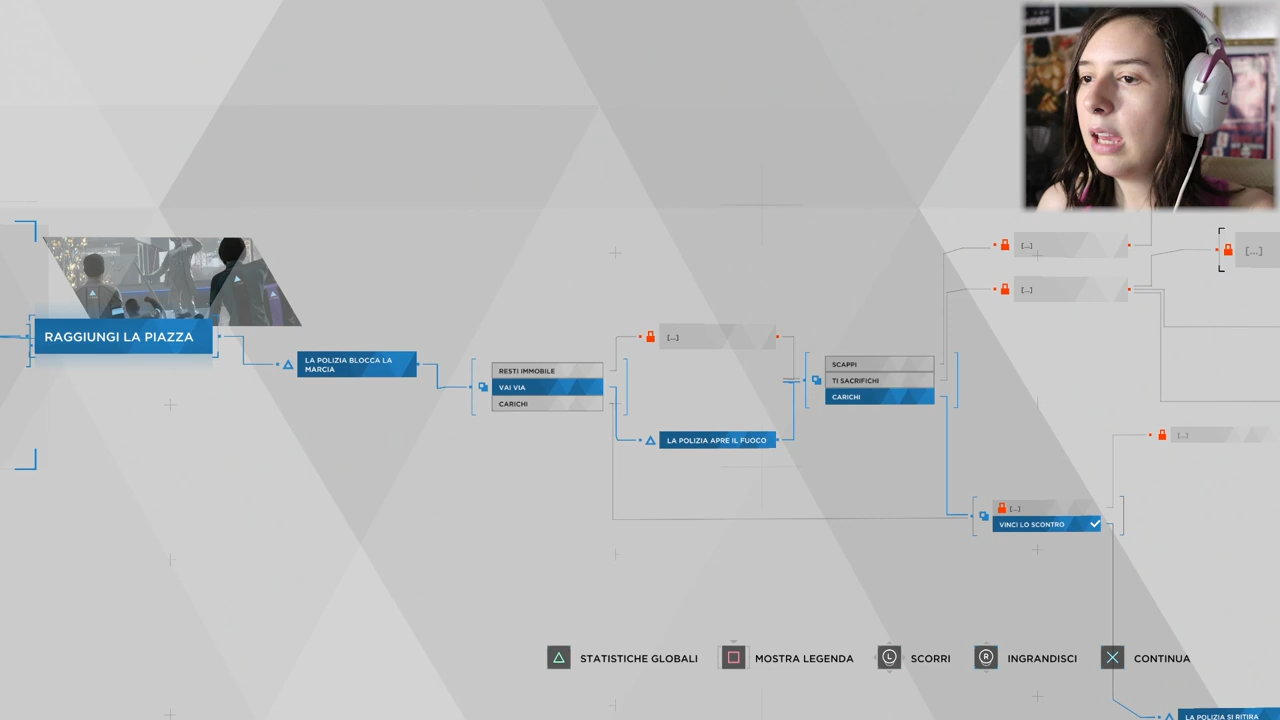 [...]
[...]
[...]
RAGGIUNGI LA PIAZZA
[...]
LA POLIZIA BLOCCA LA
MARCIA
RESTI IMMOBILE
VAI VIA
CARICHI
SCAPPI
TI SACRIFICHI
CARICHI
LA POLIZIA APRE IL FUOCO
[...]
[...]
VINCI LO SCONTRO
STATISTICHE GLOBALI
MOSTRA LEGENDA
L
SCORRI
R
INGRANDISCI
CONTINUA
LA POLIZIA SI RITIRA